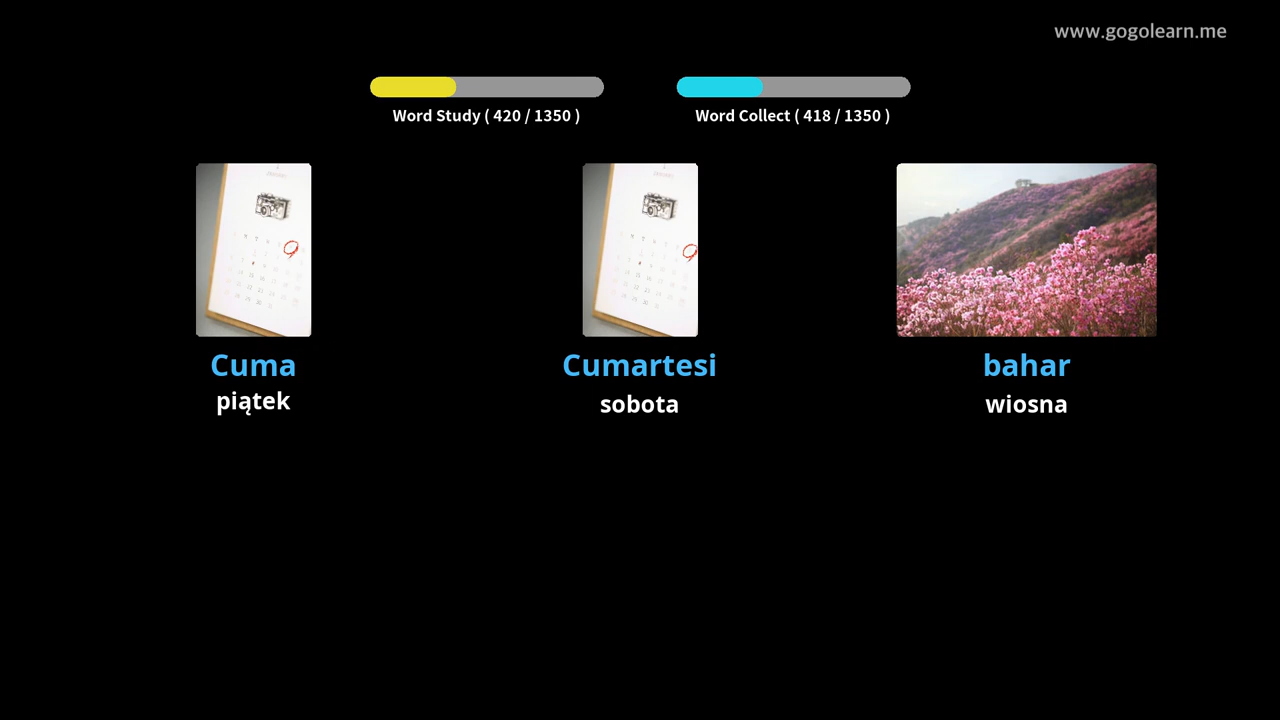 www.gogolearn.me
Word Study ( 420 / 1350 )
Word Collect ( 418 / 1350 )
Cuma
piątek
Cumartesi
sobota
bahar
wiosna